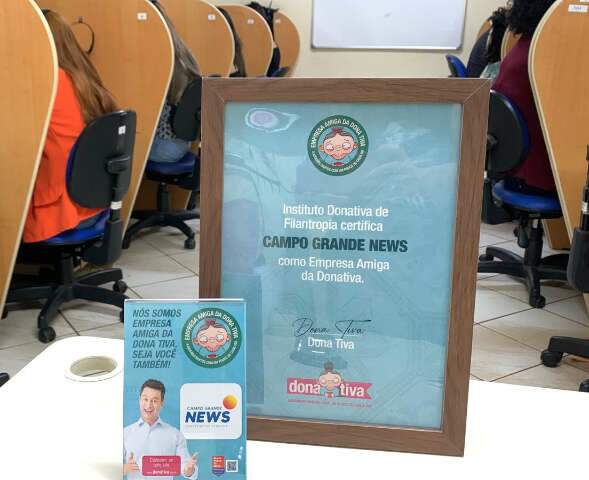 EMPRESA AMIGA DA DONA TIVA
Instituto Donativa de
Filantropia certifica
CAMPO GRANDE NEWS
como Empresa Amiga
da Donativa.
Dona Tiva
Dona Tiva
dona tiva
NÓS SOMOS
EMPRESA
AMIGA DA
DONA TIVA,
SEJA VOCÊ
TAMBÉM!
EMPRESA AMIGA DA DONA TIVA
CAMPO GRANDE
NEWS